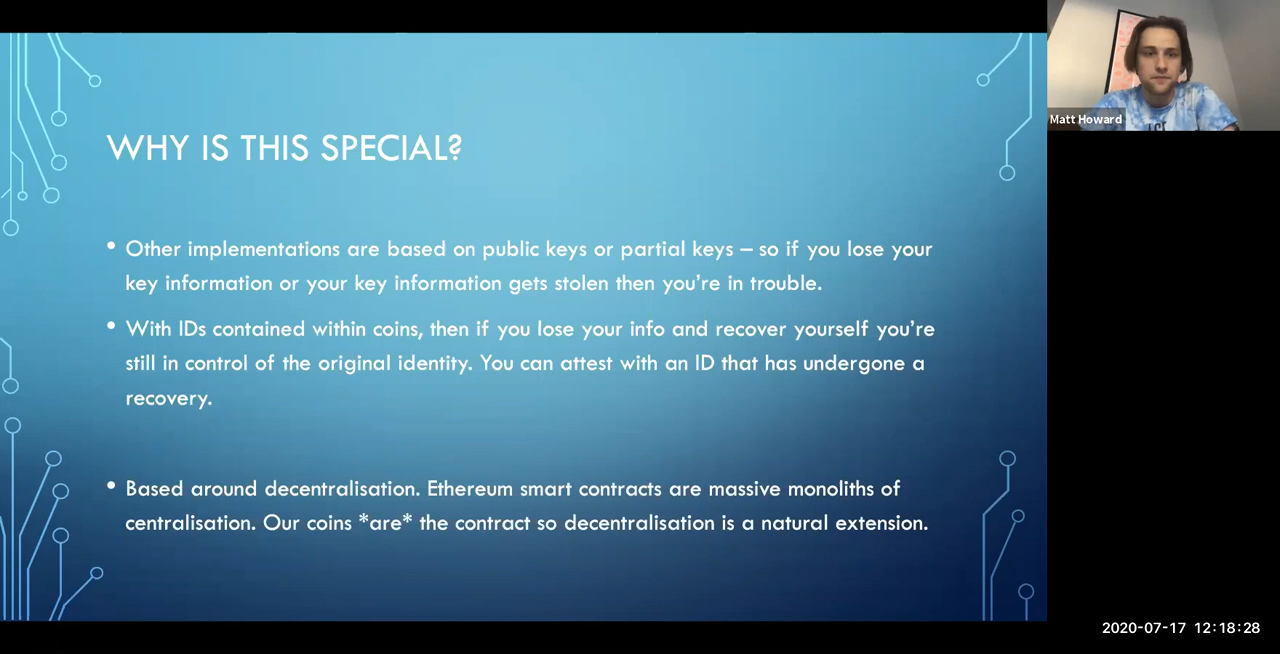 WHY IS THIS SPECIAL?
• Other implementations are based on public keys or partial keys – so if you lose your
key information or your key information gets stolen then you're in trouble.
• With IDs contained within coins, then if you lose your info and recover yourself you're
still in control of the original identity. You can attest with an ID that has undergone a
recovery.
• Based around decentralisation. Ethereum smart contracts are massive monoliths of
centralisation. Our coins *are* the contract so decentralisation is a natural extension.
Matt Howard
2020-07-17 12:18:28